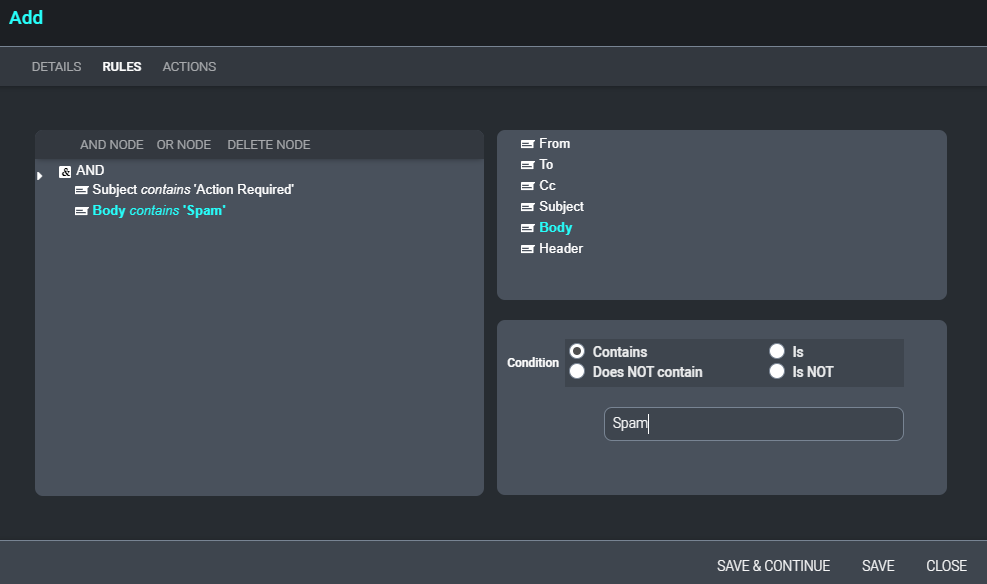 Add
DETAILS RULES ACTIONS
AND NODE OR NODE DELETE NODE
& AND
Subject contains 'Action Required'
Body contains 'Spam'
From
To
Cc
Subject
Body
Header
Condition
Contains
Is
Does NOT contain
Is NOT
Spam
SAVE & CONTINUE SAVE CLOSE